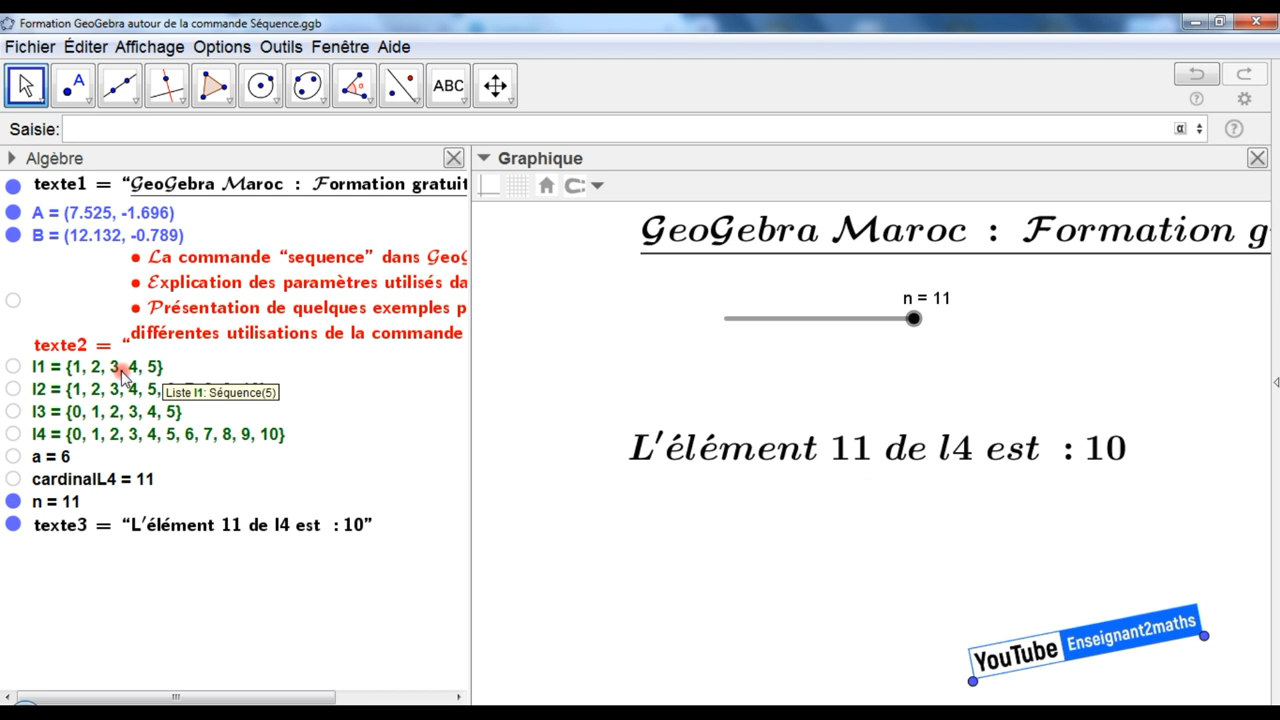 Formation GeoGebra autour de la commande Séquence.ggb
Fichier Éditer Affichage Options Outils Fenêtre Aide
A
ABC
α
Saisie:
α
Algèbre
Graphique
texte1 = “GeoGebra Maroc : Formation gratuit
A = (7.525, -1.696)
B = (12.132, -0.789)
• La commande “sequence” dans Geo
• Explication des paramètres utilisés da
• Présentation de quelques exemples p
différentes utilisations de la commande
texte2 = “
l1 = {1, 2, 3, 4, 5}
l2 = {1, 2, 3, 4, 5,
Liste l1: Séquence(5)
l3 = {0, 1, 2, 3, 4, 5}
l4 = {0, 1, 2, 3, 4, 5, 6, 7, 8, 9, 10}
a = 6
cardinalL4 = 11
n = 11
texte3 = “L′élément 11 de l4 est : 10”
GeoGebra Maroc : Formation g
n = 11
L′élément 11 de l4 est : 10
YouTube Enseignant2maths